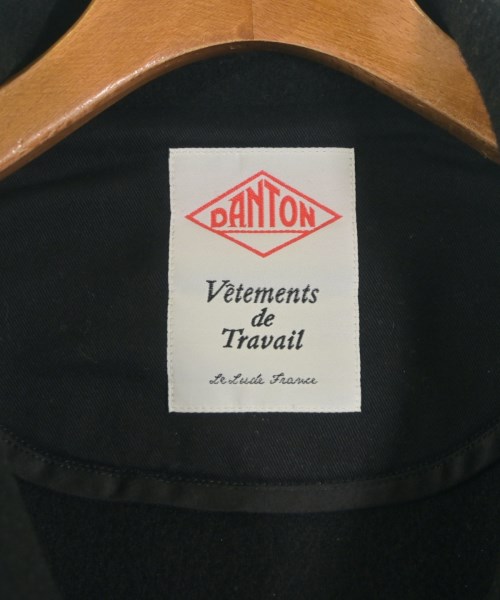 DANTON
Vêtements
de
Travail
Le Lude France